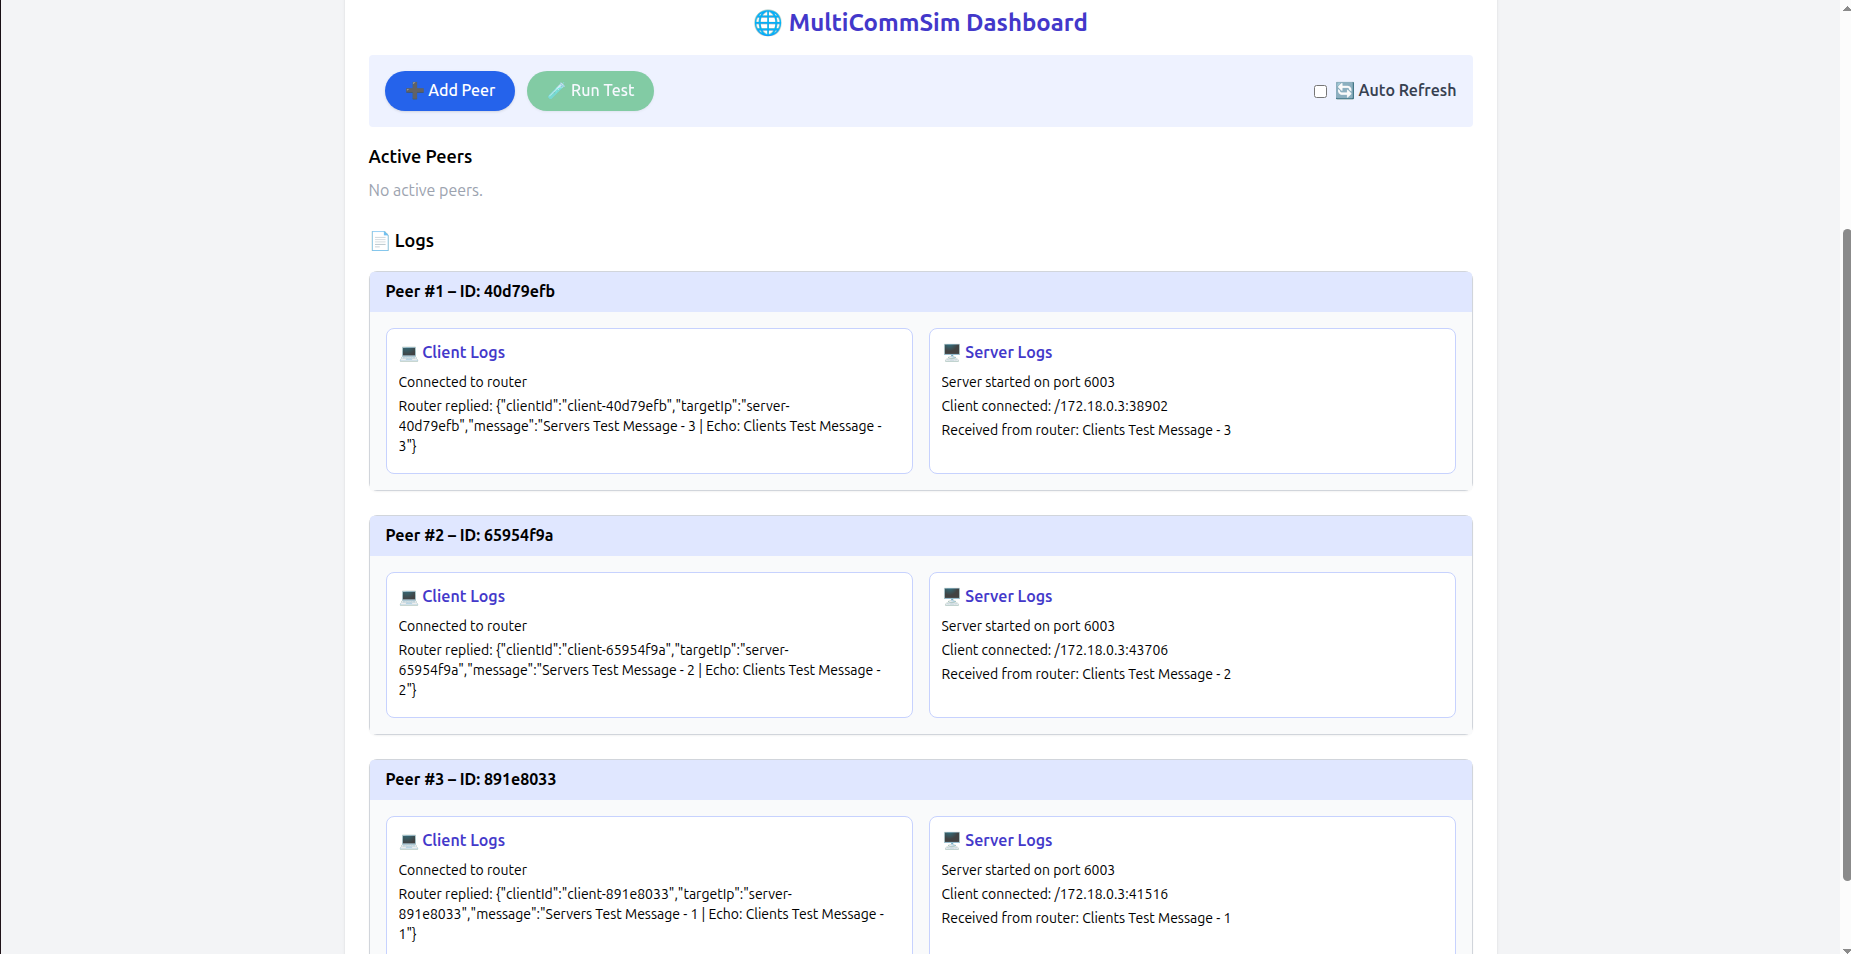 🌐 MultiCommSim Dashboard
➕ Add Peer
🧪 Run Test
🔄 Auto Refresh
Active Peers
No active peers.
📄 Logs
Peer #1 – ID: 40d79efb
💻 Client Logs
Connected to router
Router replied: {"clientId":"client-40d79efb","targetIp":"server-
40d79efb","message":"Servers Test Message - 3 | Echo: Clients Test Message -
3"}
🖥️ Server Logs
Server started on port 6003
Client connected: /172.18.0.3:38902
Received from router: Clients Test Message - 3
Peer #2 – ID: 65954f9a
💻 Client Logs
Connected to router
Router replied: {"clientId":"client-65954f9a","targetIp":"server-
65954f9a","message":"Servers Test Message - 2 | Echo: Clients Test Message -
2"}
🖥️ Server Logs
Server started on port 6003
Client connected: /172.18.0.3:43706
Received from router: Clients Test Message - 2
Peer #3 – ID: 891e8033
💻 Client Logs
Connected to router
Router replied: {"clientId":"client-891e8033","targetIp":"server-
891e8033","message":"Servers Test Message - 1 | Echo: Clients Test Message -
1"}
🖥️ Server Logs
Server started on port 6003
Client connected: /172.18.0.3:41516
Received from router: Clients Test Message - 1